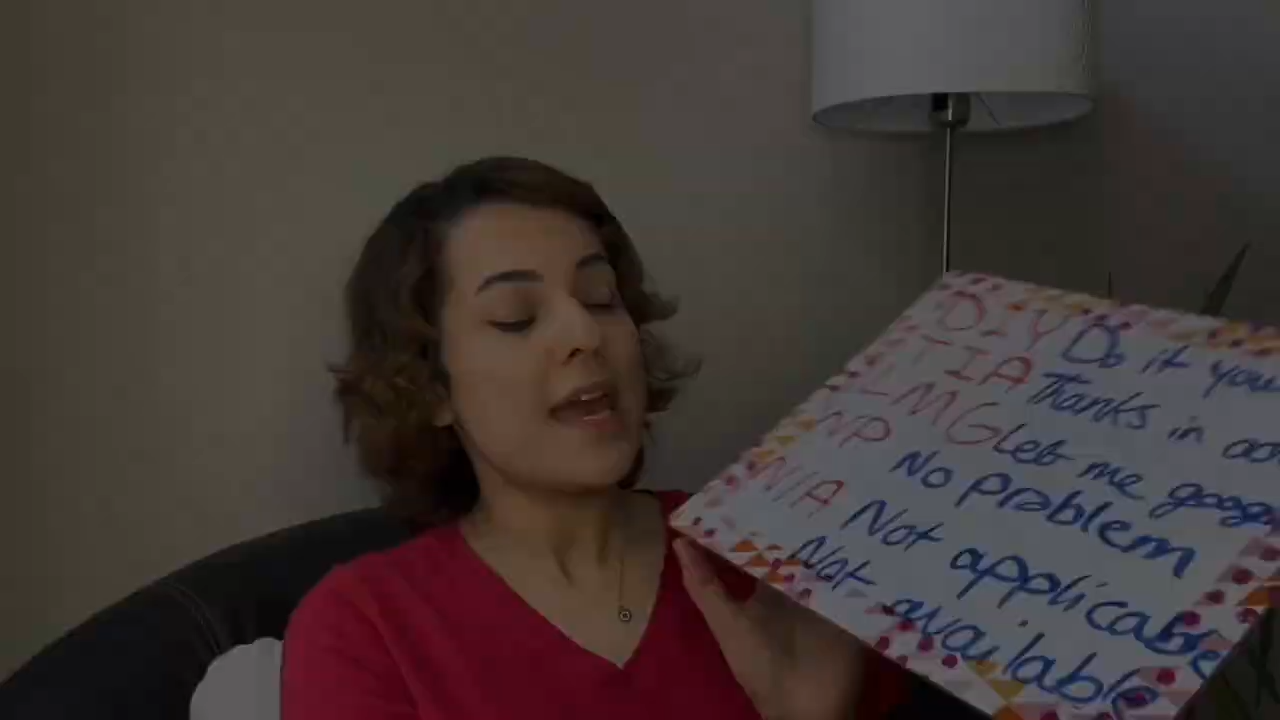 DIY Do it you
TIA Thanks in ad
LMG Let me goog
NP No problem
N/A Not applicable
Not available